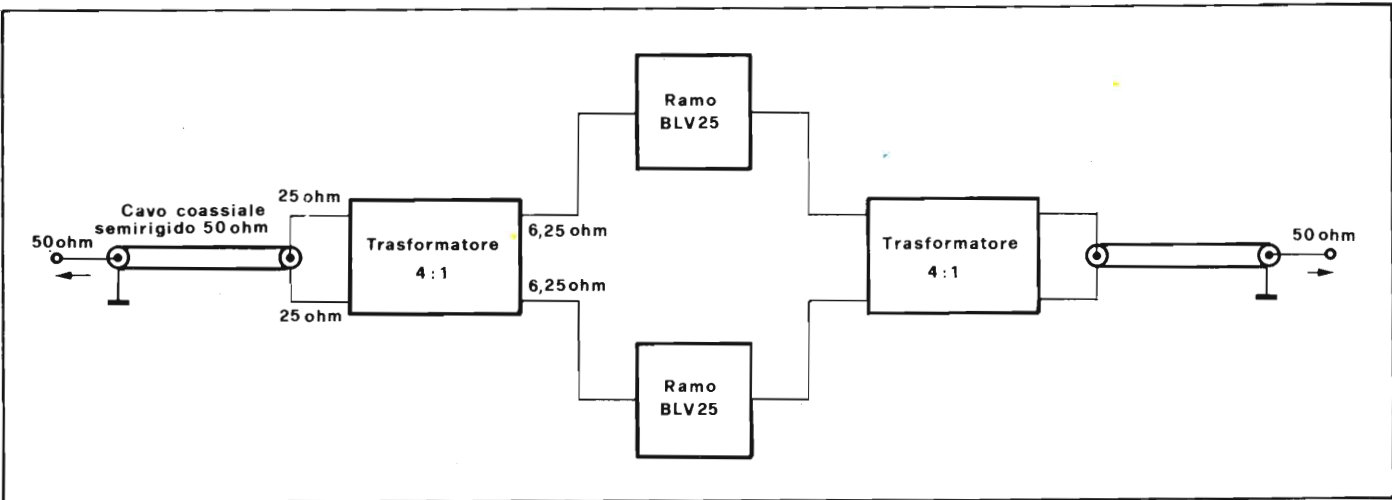 Ramo
BLV25
Cavo coassiale
semirigido 50 ohm
50 ohm
25 ohm
25 ohm
Trasformatore
4 : 1
6,25 ohm
6,25 ohm
Trasformatore
4 : 1
50 ohm
Ramo
BLV25